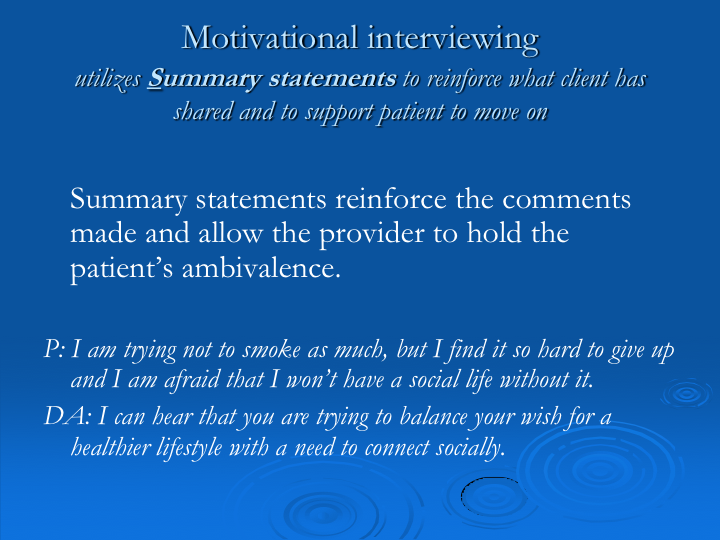 Motivational interviewing
utilizes Summary statements to reinforce what client has
shared and to support patient to move on
Summary statements reinforce the comments
made and allow the provider to hold the
patient’s ambivalence.
P: I am trying not to smoke as much, but I find it so hard to give up
and I am afraid that I won’t have a social life without it.
DA: I can hear that you are trying to balance your wish for a
healthier lifestyle with a need to connect socially.